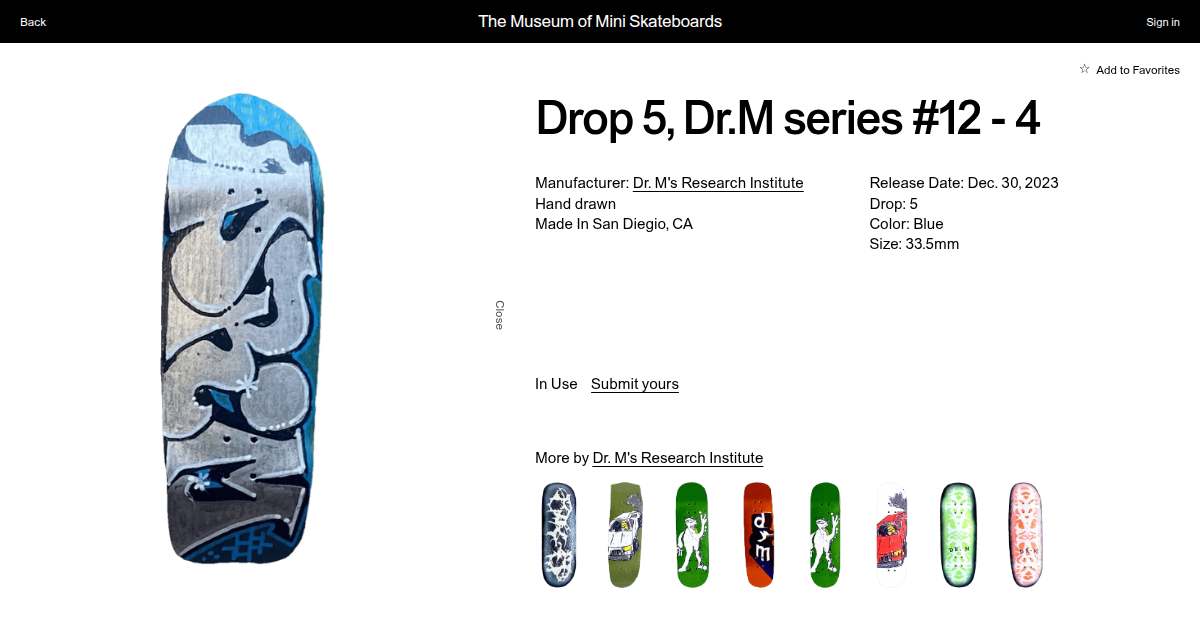 Back
The Museum of Mini Skateboards
Sign in
☆ Add to Favorites
Drop 5, Dr.M series #12 - 4
Manufacturer: Dr. M's Research Institute
Hand drawn
Made In San Diegio, CA
Release Date: Dec. 30, 2023
Drop: 5
Color: Blue
Size: 33.5mm
Close
In Use Submit yours
More by Dr. M's Research Institute